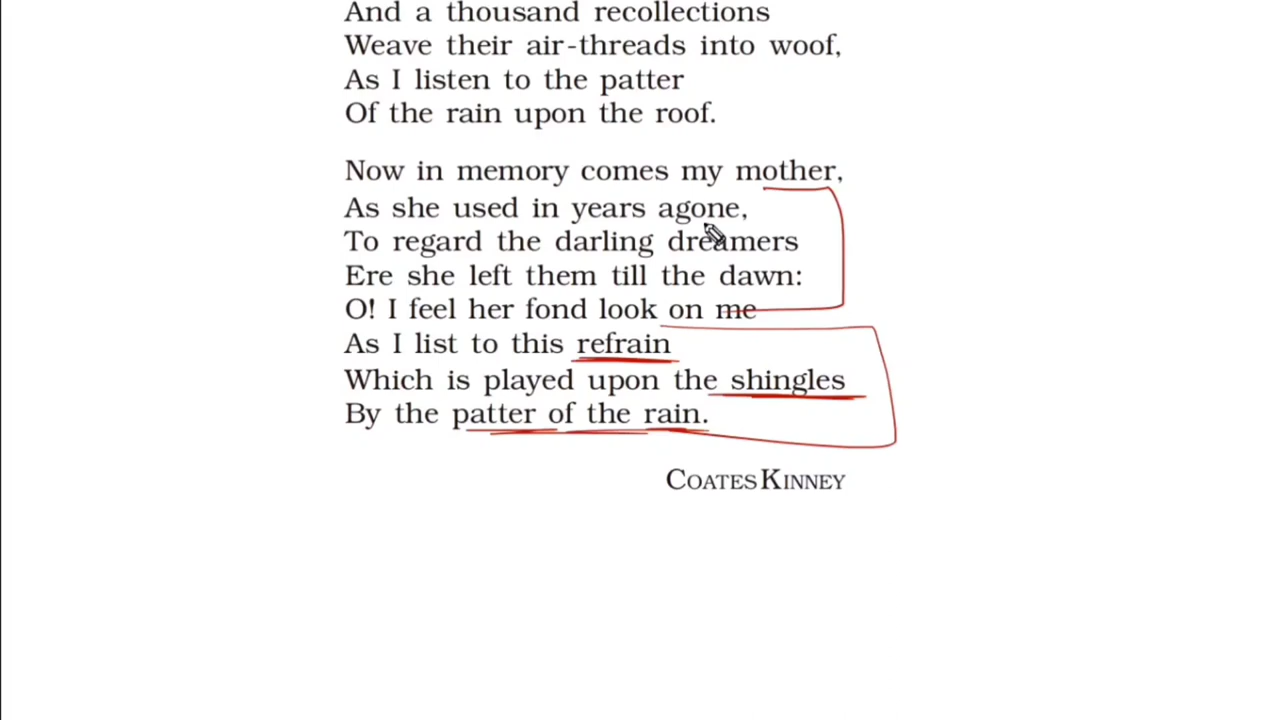 And a thousand recollections
Weave their air-threads into woof,
As I listen to the patter
Of the rain upon the roof.
Now in memory comes my mother,
As she used in years agone,
To regard the darling dreamers
Ere she left them till the dawn:
O! I feel her fond look on me
As I list to this refrain
Which is played upon the shingles
By the patter of the rain.
COATES KINNEY